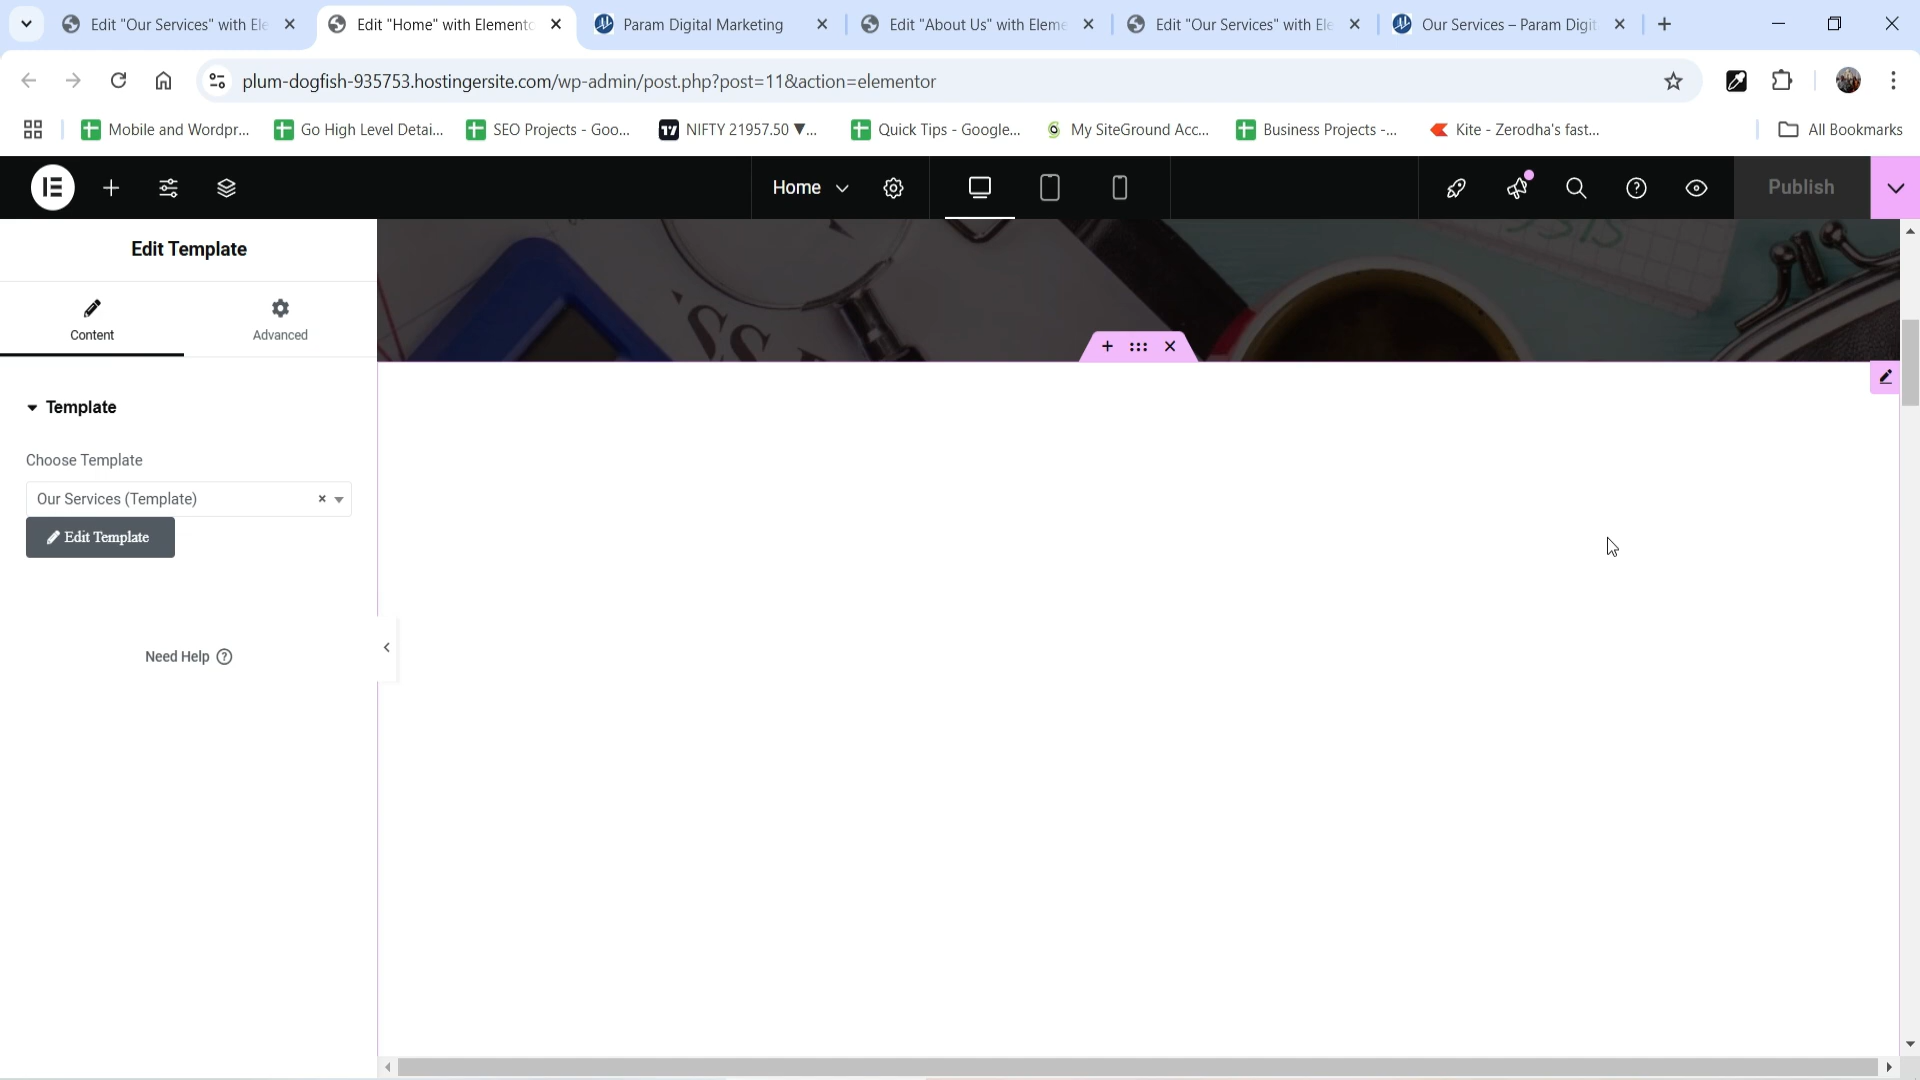 Edit "Our Services" with Ele
Edit "Home" with Elemento
Param Digital Marketing
Edit "About Us" with Eleme
Edit "Our Services" with Ele
Our Services – Param Digit
plum-dogfish-935753.hostingersite.com/wp-admin/post.php?post=11&action=elementor
Mobile and Wordpr...
Go High Level Detai...
SEO Projects - Goo...
NIFTY 21957.50 ▼...
Quick Tips - Google...
My SiteGround Acc...
Business Projects -...
Kite - Zerodha's fast...
All Bookmarks
Home
Publish
Edit Template
Content
Advanced
Template
Choose Template
Our Services (Template)
Edit Template
Need Help